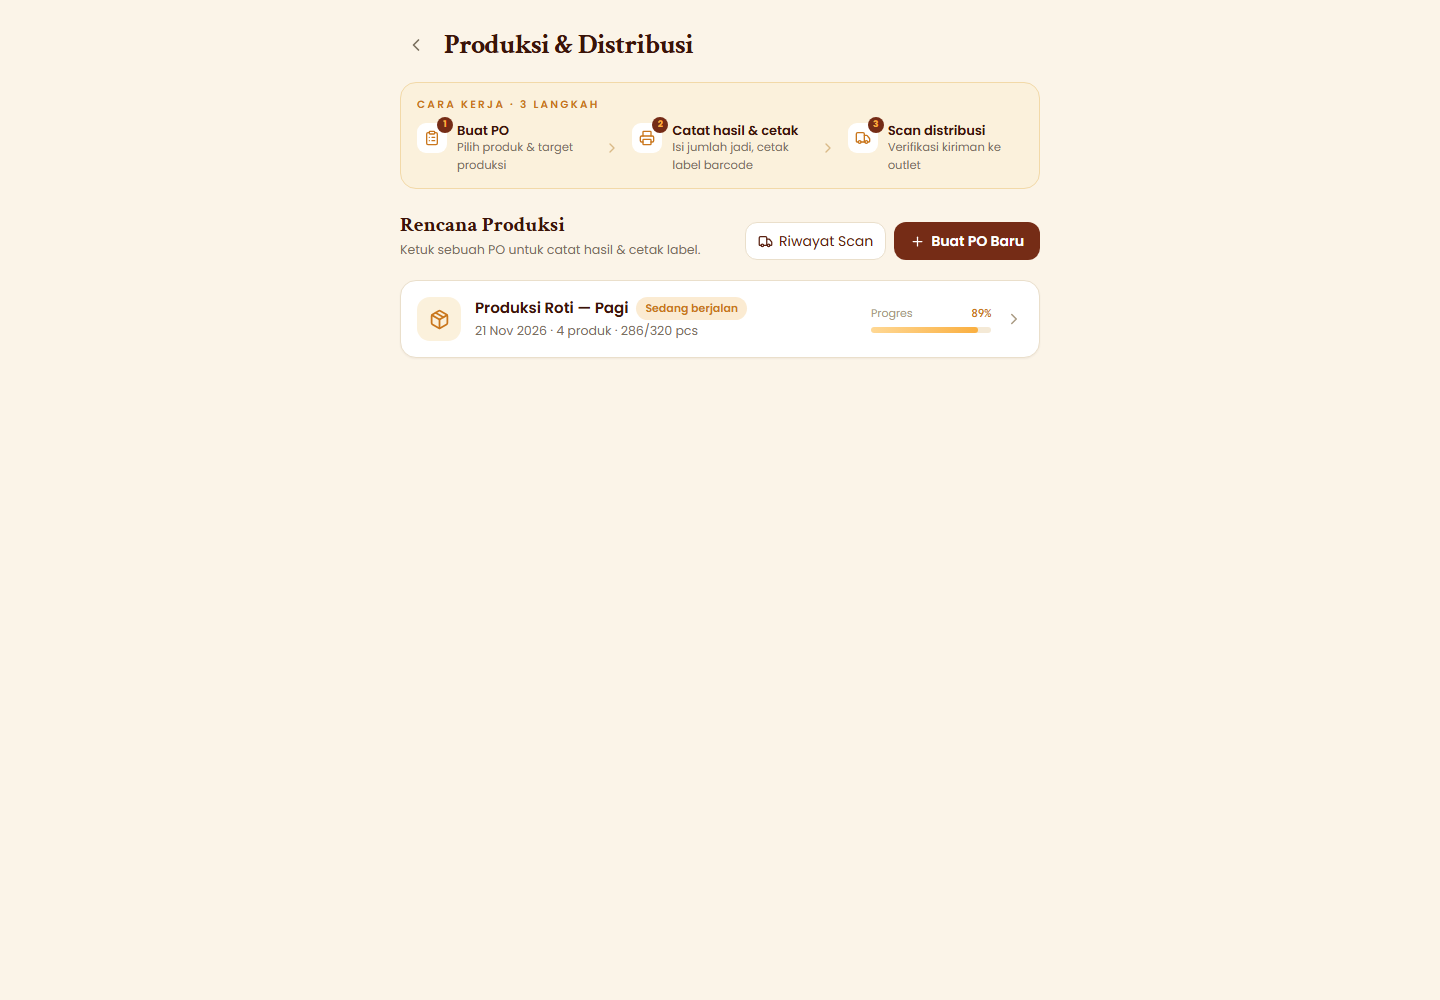 Produksi & Distribusi
CARA KERJA · 3 LANGKAH
1
Buat PO
Pilih produk & target
produksi
2
Catat hasil & cetak
Isi jumlah jadi, cetak
label barcode
3
Scan distribusi
Verifikasi kiriman ke
outlet
Rencana Produksi
Ketuk sebuah PO untuk catat hasil & cetak label.
Riwayat Scan
Buat PO Baru
Produksi Roti — Pagi
Sedang berjalan
21 Nov 2026 · 4 produk · 286/320 pcs
Progres
89%